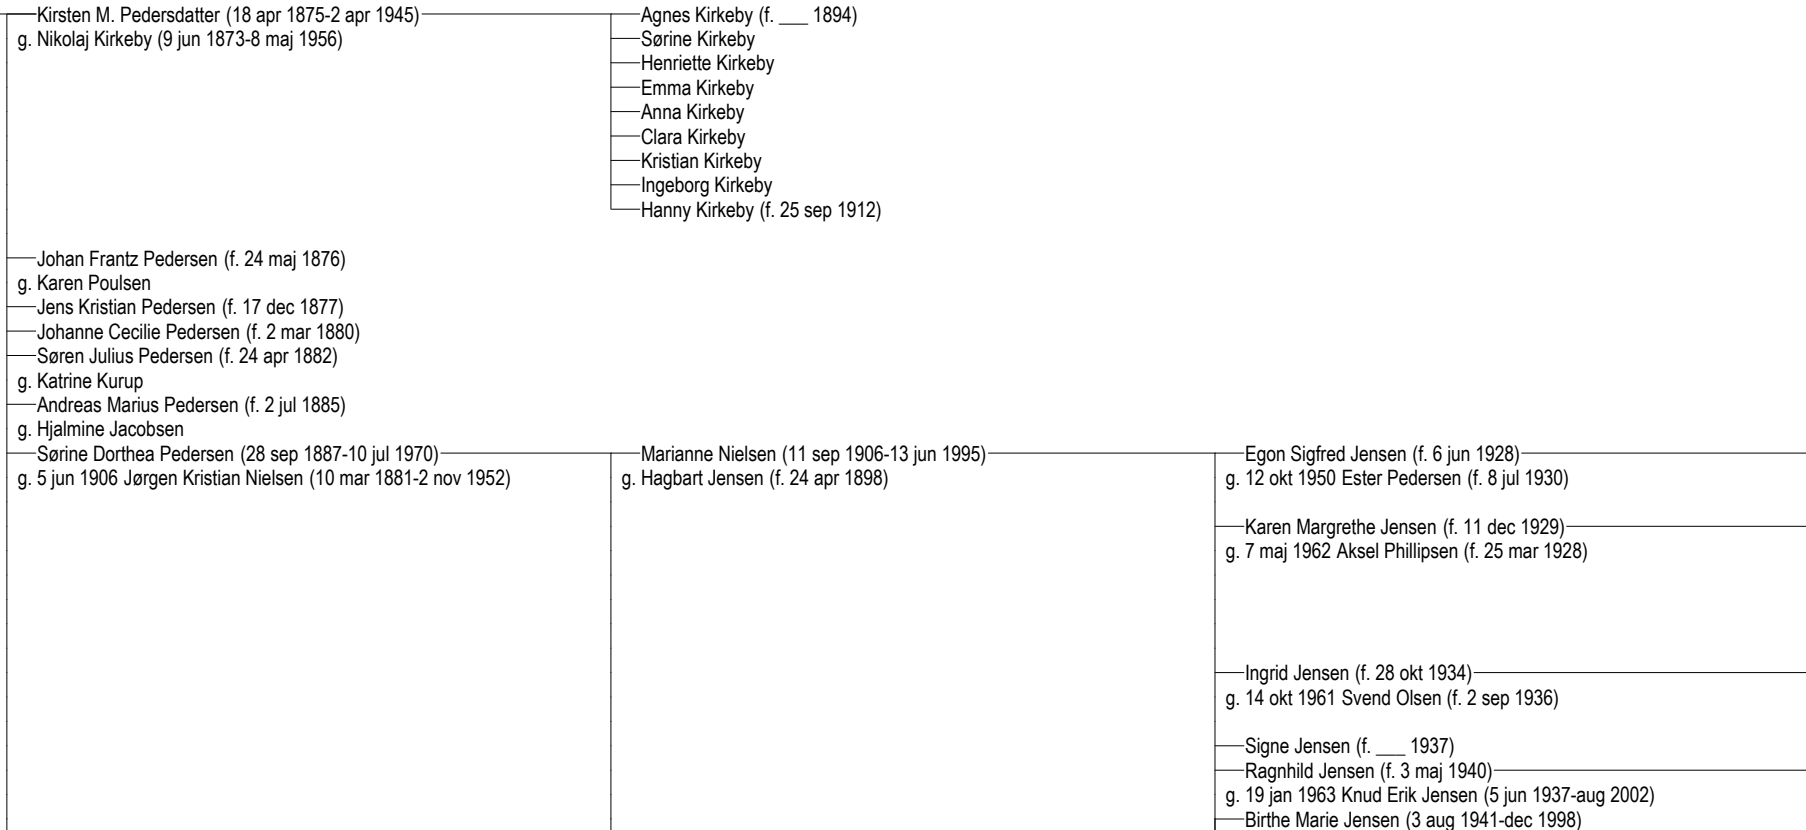 Kirsten M. Pedersdatter (18 apr 1875-2 apr 1945)
g. Nikolaj Kirkeby (9 jun 1873-8 maj 1956)
Agnes Kirkeby (f. ___ 1894)
Sørine Kirkeby
Henriette Kirkeby
Emma Kirkeby
Anna Kirkeby
Clara Kirkeby
Kristian Kirkeby
Ingeborg Kirkeby
Hanny Kirkeby (f. 25 sep 1912)
Johan Frantz Pedersen (f. 24 maj 1876)
g. Karen Poulsen
Jens Kristian Pedersen (f. 17 dec 1877)
Johanne Cecilie Pedersen (f. 2 mar 1880)
Søren Julius Pedersen (f. 24 apr 1882)
g. Katrine Kurup
Andreas Marius Pedersen (f. 2 jul 1885)
g. Hjalmine Jacobsen
Sørine Dorthea Pedersen (28 sep 1887-10 jul 1970)
g. 5 jun 1906 Jørgen Kristian Nielsen (10 mar 1881-2 nov 1952)
Marianne Nielsen (11 sep 1906-13 jun 1995)
g. Hagbart Jensen (f. 24 apr 1898)
Egon Sigfred Jensen (f. 6 jun 1928)
g. 12 okt 1950 Ester Pedersen (f. 8 jul 1930)
Karen Margrethe Jensen (f. 11 dec 1929)
g. 7 maj 1962 Aksel Phillipsen (f. 25 mar 1928)
Ingrid Jensen (f. 28 okt 1934)
g. 14 okt 1961 Svend Olsen (f. 2 sep 1936)
Signe Jensen (f. ___ 1937)
Ragnhild Jensen (f. 3 maj 1940)
g. 19 jan 1963 Knud Erik Jensen (5 jun 1937-aug 2002)
Birthe Marie Jensen (3 aug 1941-dec 1998)